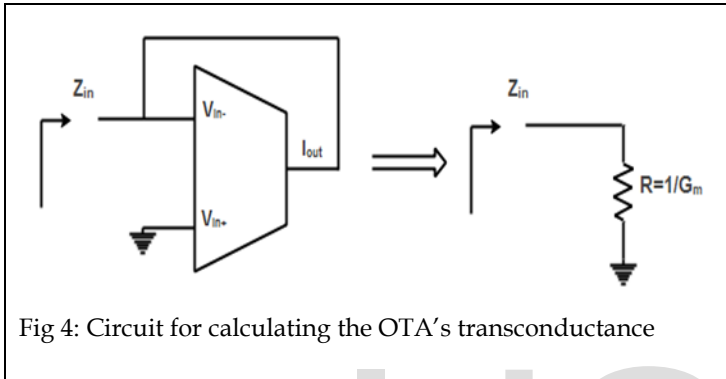 Zin
Vin-
Iout
Vin+
Zin
R=1/Gm
Fig 4: Circuit for calculating the OTA's transconductance